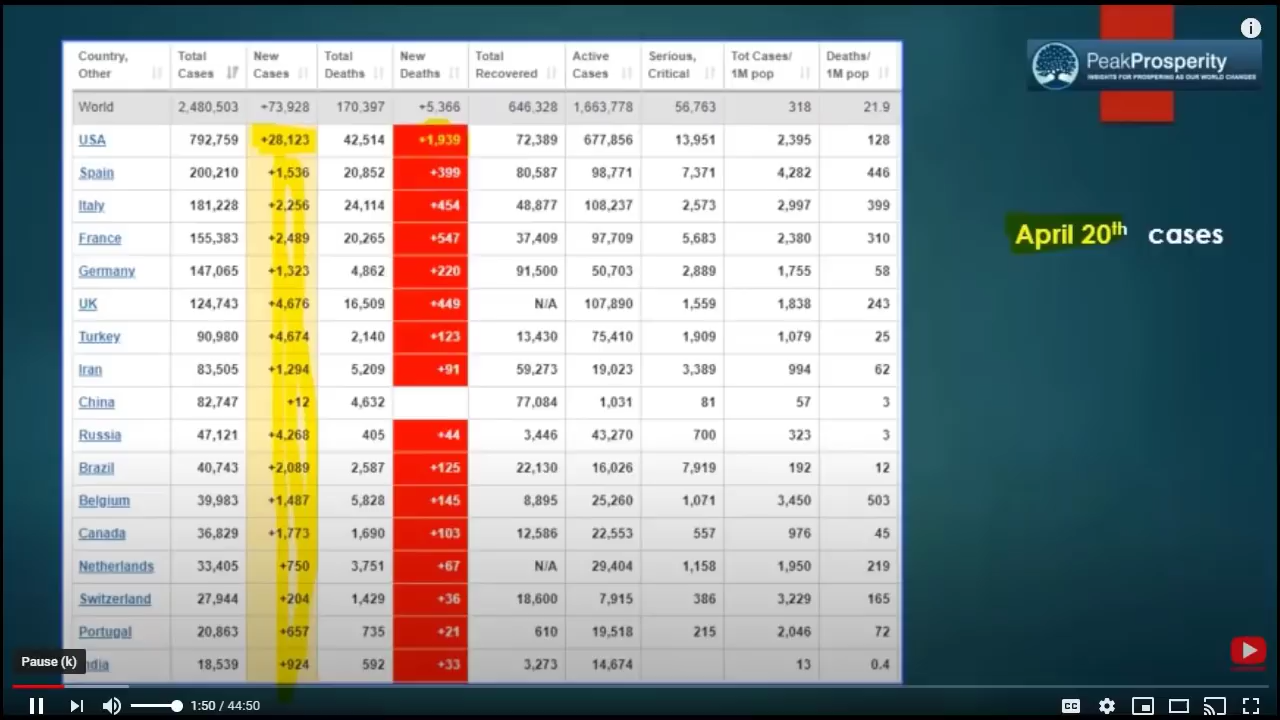 Country, Other Total Cases New Cases Total Deaths New Deaths Total Recovered Active Cases Serious, Critical Tot Cases/ 1M pop Deaths/ 1M pop
World 2,480,503 +73,928 170,397 +5,366 646,328 1,663,778 56,763 318 21.9
USA 792,759 +28,123 42,514 +1,939 72,389 677,856 13,951 2,395 128
Spain 200,210 +1,536 20,852 +399 80,587 98,771 7,371 4,282 446
Italy 181,228 +2,256 24,114 +454 48,877 108,237 2,573 2,997 399
France 155,383 +2,489 20,265 +547 37,409 97,709 5,683 2,380 310
Germany 147,065 +1,323 4,862 +220 91,500 50,703 2,889 1,755 58
UK 124,743 +4,676 16,509 +449 N/A 107,890 1,559 1,838 243
Turkey 90,980 +4,674 2,140 +123 13,430 75,410 1,909 1,079 25
Iran 83,505 +1,294 5,209 +91 59,273 19,023 3,389 994 62
China 82,747 +12 4,632 77,084 1,031 81 57 3
Russia 47,121 +4,268 405 +44 3,446 43,270 700 323 3
Brazil 40,743 +2,089 2,587 +125 22,130 16,026 7,919 192 12
Belgium 39,983 +1,487 5,828 +145 8,895 25,260 1,071 3,450 503
Canada 36,829 +1,773 1,690 +103 12,586 22,553 557 976 45
Netherlands 33,405 +750 3,751 +67 N/A 29,404 1,158 1,950 219
Switzerland 27,944 +204 1,429 +36 18,600 7,915 386 3,229 165
Portugal 20,863 +657 735 +21 610 19,518 215 2,046 72
ndia 18,539 +924 592 +33 3,273 14,674 13 0.4
PeakProsperity
INSIGHTS FOR PROSPERING AS OUR WORLD CHANGES
April 20th cases
Pause (k)
1:50 / 44:50
CC